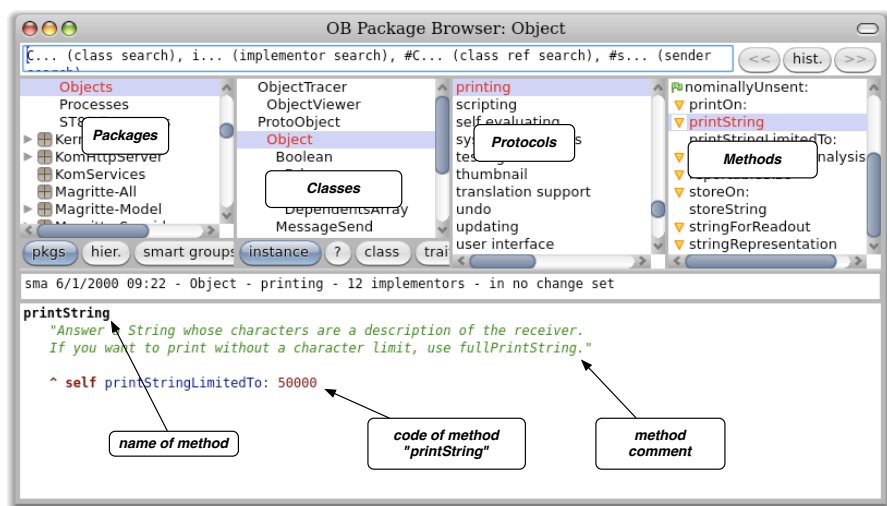 OB Package Browser: Object
C... (class search), i... (implementor search), #C... (class ref search), #s... (sender
<<
hist.
>>
Objects
Processes
Packages
KomHttpServer
KomServices
Magritte-All
Magritte-Model
ObjectTracer
ObjectViewer
ProtoObject
Object
Boolean
Classes
DependentsArray
MessageSend
printing
scripting
self evaluating
Protocols
thumbnail
translation support
undo
updating
user interface
nominallyUnsent:
printOn:
printString
printStringLimitedTo:
Methods
storeOn:
storeString
stringForReadout
stringRepresentation
pkgs
hier.
smart groups
instance
?
class
trai
sma 6/1/2000 09:22 - Object - printing - 12 implementors - in no change set
printString
"Answer a String whose characters are a description of the receiver.
If you want to print without a character limit, use fullPrintString."
^ self printStringLimitedTo: 50000
name of method
code of method
"printString"
method
comment